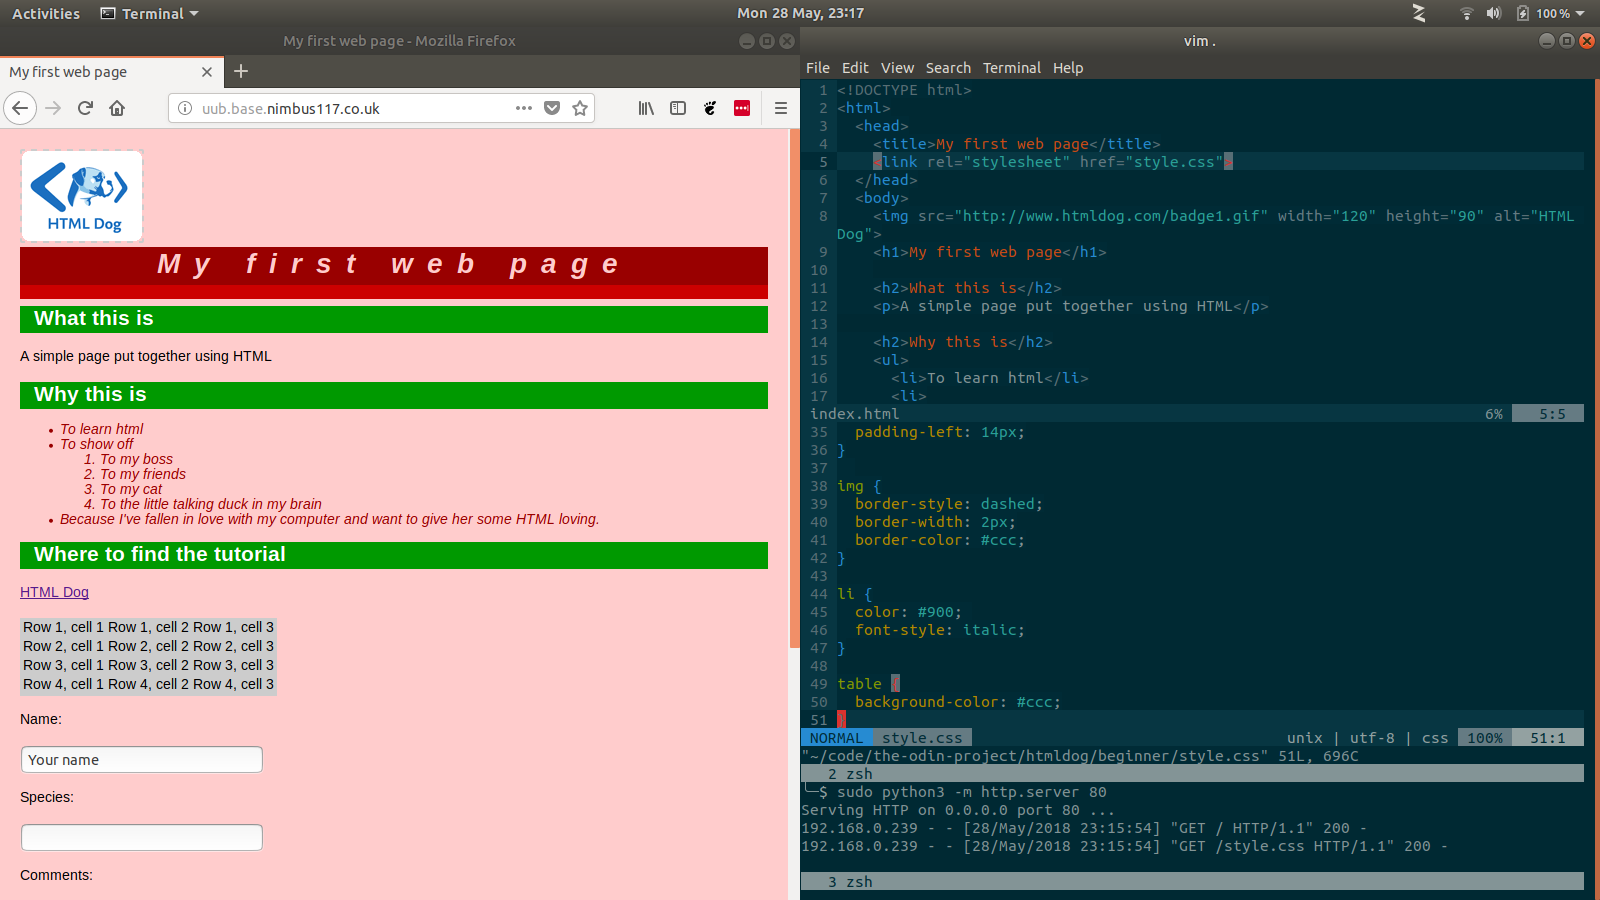 Activities Terminal Mon 28 May, 23:17 100 %
My first web page - Mozilla Firefox
My first web page
uub.base.nimbus117.co.uk
HTML Dog
My first web page
What this is
A simple page put together using HTML
Why this is
• To learn html
• To show off
1. To my boss
2. To my friends
3. To my cat
4. To the little talking duck in my brain
• Because I've fallen in love with my computer and want to give her some HTML loving.
Where to find the tutorial
HTML Dog
Row 1, cell 1 Row 1, cell 2 Row 1, cell 3
Row 2, cell 1 Row 2, cell 2 Row 2, cell 3
Row 3, cell 1 Row 3, cell 2 Row 3, cell 3
Row 4, cell 1 Row 4, cell 2 Row 4, cell 3
Name:
Your name
Species:
Comments:
vim .
File Edit View Search Terminal Help
1 <!DOCTYPE html>
2 <html>
3   <head>
4     <title>My first web page</title>
5     <link rel="stylesheet" href="style.css">
6   </head>
7   <body>
8     <img src="http://www.htmldog.com/badge1.gif" width="120" height="90" alt="HTML
Dog">
9     <h1>My first web page</h1>
10
11     <h2>What this is</h2>
12     <p>A simple page put together using HTML</p>
13
14     <h2>Why this is</h2>
15     <ul>
16       <li>To learn html</li>
17       <li>
index.html 6% 5:5
35   padding-left: 14px;
36 }
37
38 img {
39   border-style: dashed;
40   border-width: 2px;
41   border-color: #ccc;
42 }
43
44 li {
45   color: #900;
46   font-style: italic;
47 }
48
49 table {
50   background-color: #ccc;
51 }
NORMAL style.css unix | utf-8 | css 100% 51:1
"~/code/the-odin-project/htmldog/beginner/style.css" 51L, 696C
2 zsh
╰─$ sudo python3 -m http.server 80
Serving HTTP on 0.0.0.0 port 80 ...
192.168.0.239 - - [28/May/2018 23:15:54] "GET / HTTP/1.1" 200 -
192.168.0.239 - - [28/May/2018 23:15:54] "GET /style.css HTTP/1.1" 200 -
3 zsh